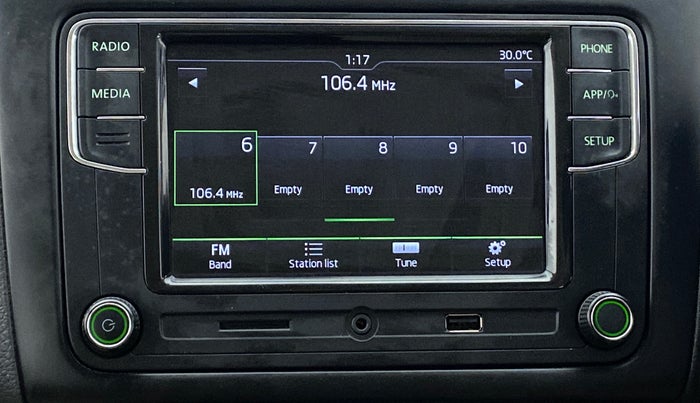 RADIO
MEDIA
1:17
30.0°C
106.4 MHz
6
7
8
9
10
106.4 MHz
Empty
Empty
Empty
Empty
FM
Band
Station list
Tune
Setup
PHONE
APP/
SETUP